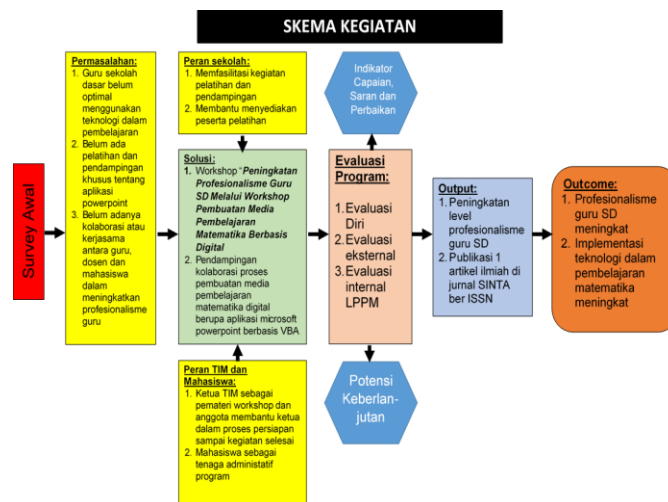 SKEMA KEGIATAN
Survey Awal
Permasalahan:
1. Guru sekolah
dasar belum
optimal
menggunakan
teknologi dalam
pembelajaran
2. Belum ada
pelatihan dan
pendampingan
khusus tentang
aplikasi
powerpoint
3. Belum adanya
kolaborasi atau
kerjasama
antara guru,
dosen dan
mahasiswa
dalam
meningkatkan
profesionalisme
guru
Peran sekolah:
1. Memfasilitasi kegiatan
pelatihan dan
pendampingan
2. Membantu menyediakan
peserta pelatihan
Solusi:
1. Workshop "Peningkatan
Profesionalisme Guru
SD Melalui Workshop
Pembuatan Media
Pembelajaran
Matematika Berbasis
Digital
2. Pendampingan
kolaborasi proses
pembuatan media
pembelajaran
matematika digital
berupa aplikasi microsoft
powerpoint berbasis VBA
Peran TIM dan
Mahasiswa:
1. Ketua TIM sebagai
pemateri workshop dan
anggota membantu ketua
dalam proses persiapan
sampai kegiatan selesai
2. Mahasiswa sebagai
tenaga administatif
program
Indikator
Capaian,
Saran dan
Perbaikan
Evaluasi
Program:
1. Evaluasi
Diri
2. Evaluasi
eksternal
3. Evaluasi
internal
LPPM
Potensi
Keberlan-
jutan
Output:
1. Peningkatan
level
profesionalisme
guru SD
2. Publikasi 1
artikel ilmiah di
jurnal SINTA
ber ISSN
Outcome:
1. Profesionalisme
guru SD
meningkat
2. Implementasi
teknologi dalam
pembelajaran
matematika
meningkat